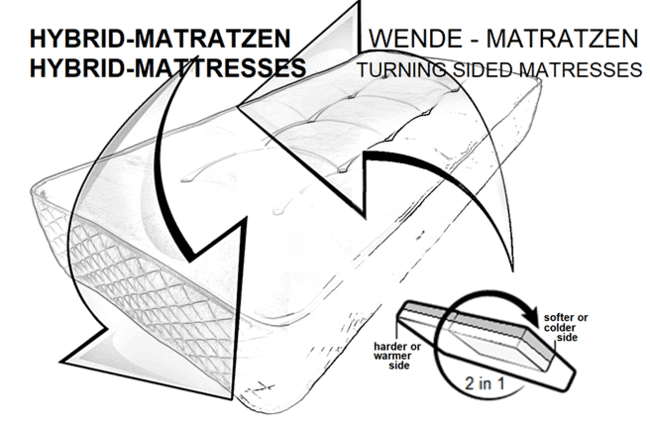 HYBRID-MATRATZEN
HYBRID-MATTRESSES
WENDE - MATRATZEN
TURNING SIDED MATRESSES
softer or
colder
side
harder or
warmer
side
2 in 1